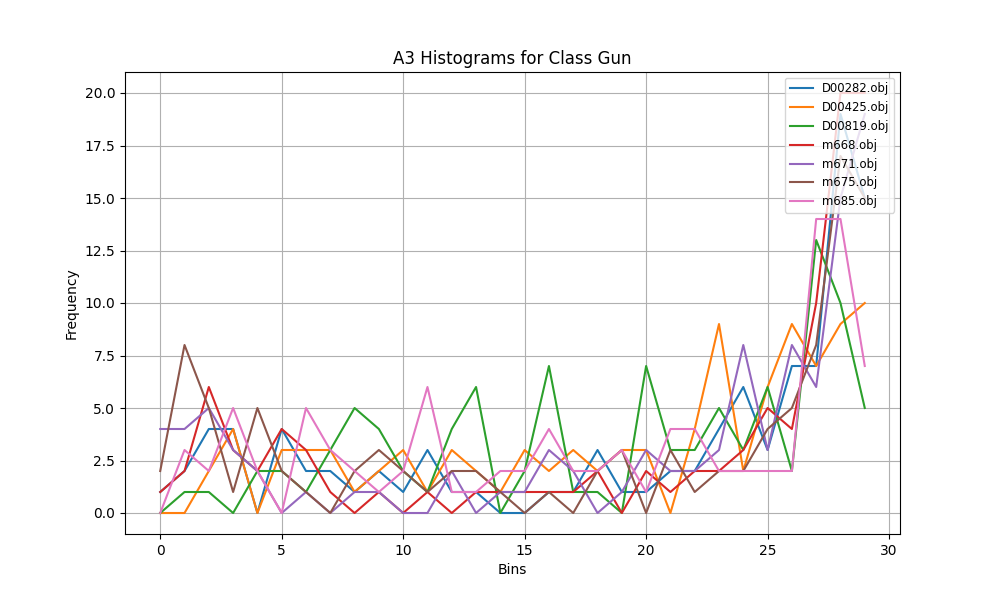 A3 Histograms for Class Gun
20.0
17.5
15.0
12.5
10.0
7.5
5.0
2.5
0.0
Frequency
0 5 10 15 20 25 30
Bins
D00282.obj
D00425.obj
D00819.obj
m668.obj
m671.obj
m675.obj
m685.obj